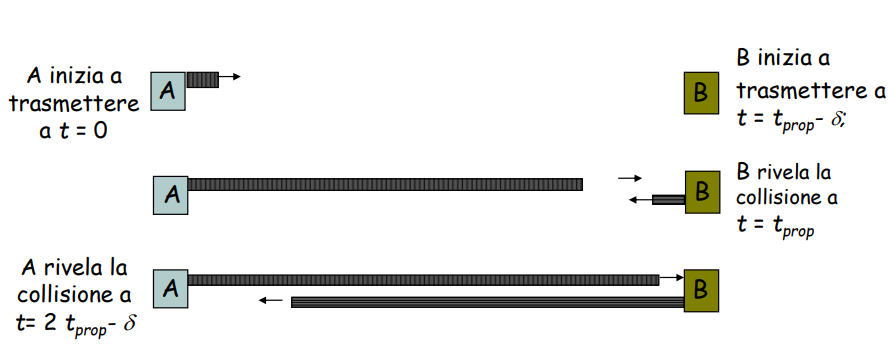 A inizia a
trasmettere
a t = 0
A
B
B inizia a
trasmettere a
t = tprop- δ;
A
B
B rivela la
collisione a
t = tprop
A rivela la
collisione a
t= 2 tprop- δ
A
B